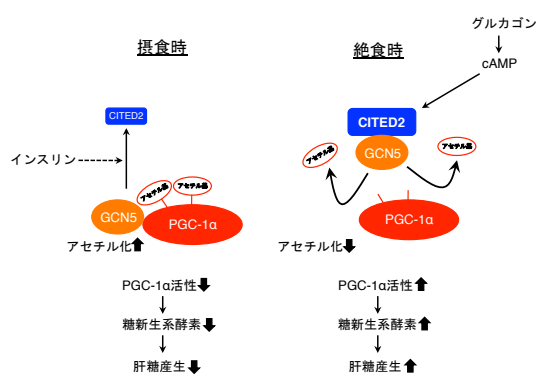 摂食時
CITED2
インスリン
アセチル基
アセチル基
GCN5
PGC-1α
アセチル化⬆
PGC-1α活性⬇
糖新生系酵素⬇
肝糖産生⬇
絶食時
グルカゴン
cAMP
CITED2
GCN5
アセチル基
アセチル基
PGC-1α
アセチル化⬇
PGC-1α活性⬆
糖新生系酵素⬆
肝糖産生⬆